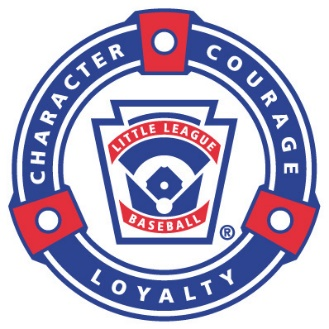 CHARACTER
COURAGE
LOYALTY
LITTLE LEAGUE
BASEBALL
®